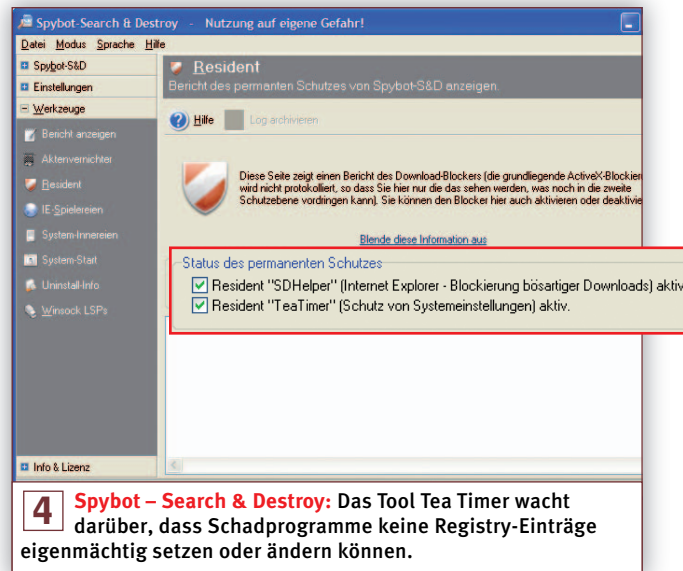 Spybot-Search & Destroy - Nutzung auf eigene Gefahr!
Datei Modus Sprache Hilfe
Spybot-S&D
Einstellungen
Werkzeuge
Bericht anzeigen
Aktenvernichter
Resident
IE-Spielereien
System-Innereien
System-Start
Uninstall-Info
Winsock LSPs
Info & Lizenz
Resident
Bericht des permanten Schutzes von Spybot-S&D anzeigen.
Hilfe Log archivieren
Diese Seite zeigt einen Bericht des Download-Blockers (die grundliegende ActiveX-Blockier
wird nicht protokolliert, so dass Sie hier nur die das sehen werden, was noch in die zweite
Schutzebene vordringen kann). Sie können den Blocker hier auch aktivieren oder deaktivie
Blende diese Information aus
Status des permanenten Schutzes
Resident "SDHelper" (Internet Explorer - Blockierung bösartiger Downloads) aktiv
Resident "TeaTimer" (Schutz von Systemeinstellungen) aktiv.
4 Spybot – Search & Destroy: Das Tool Tea Timer wacht
darüber, dass Schadprogramme keine Registry-Einträge
eigenmächtig setzen oder ändern können.